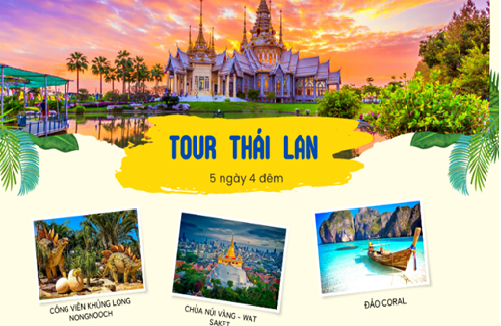 TOUR THÁI LAN
5 ngày 4 đêm
CÔNG VIÊN KHỦNG LONG
NONGNOOCH
CHÙA NÚI VÀNG - WAT
SAKET
ĐẢO CORAL